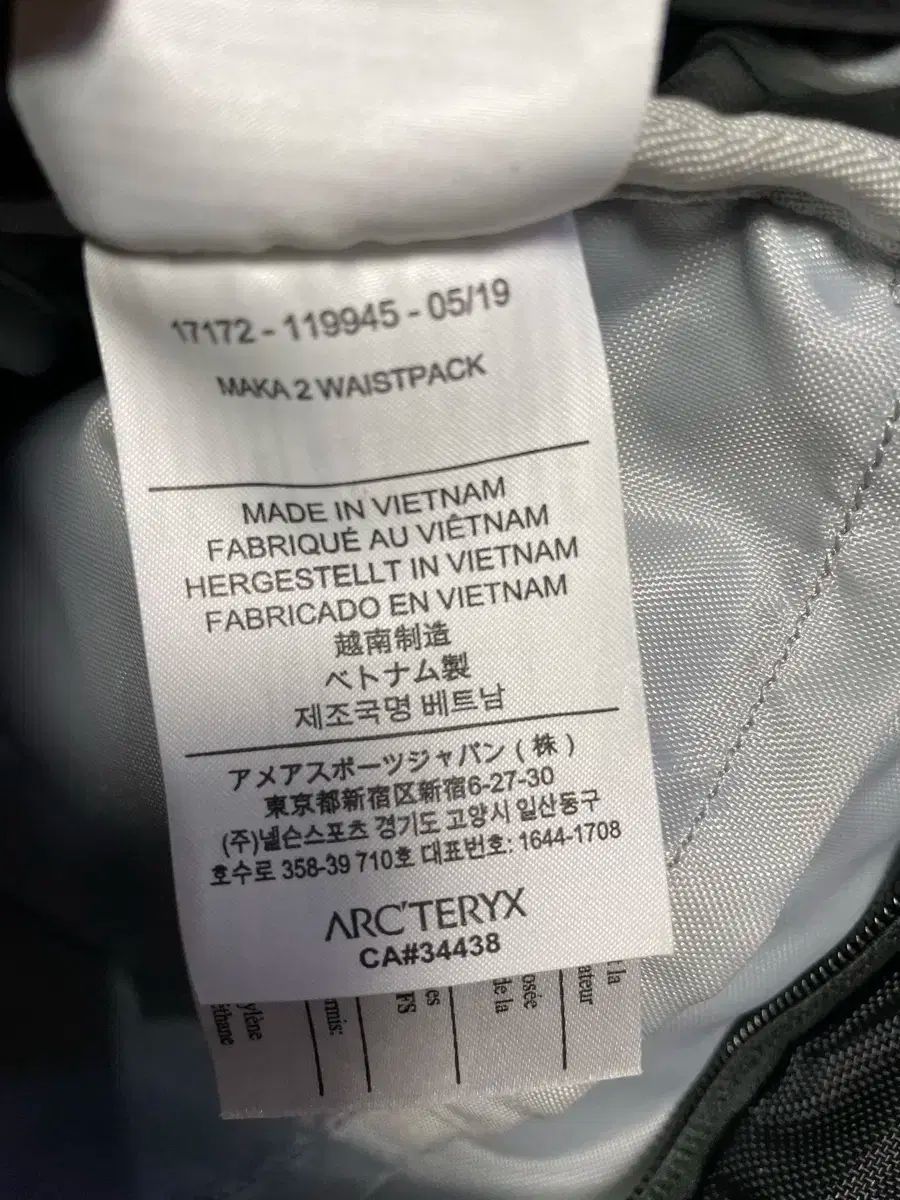 17172 - 119945 - 05/19
MAKA 2 WAISTPACK
MADE IN VIETNAM
FABRIQUÉ AU VIÊTNAM
HERGESTELLT IN VIETNAM
FABRICADO EN VIETNAM
越南制造
ベトナム製
제조국명 베트남
アメアスポーツジャパン ( 株 )
東京都新宿区新宿6-27-30
(주)넬슨스포츠 경기도 고양시 일산동구
호수로 358-39 710호 대표번호: 1644-1708
ARC'TERYX
CA#34438